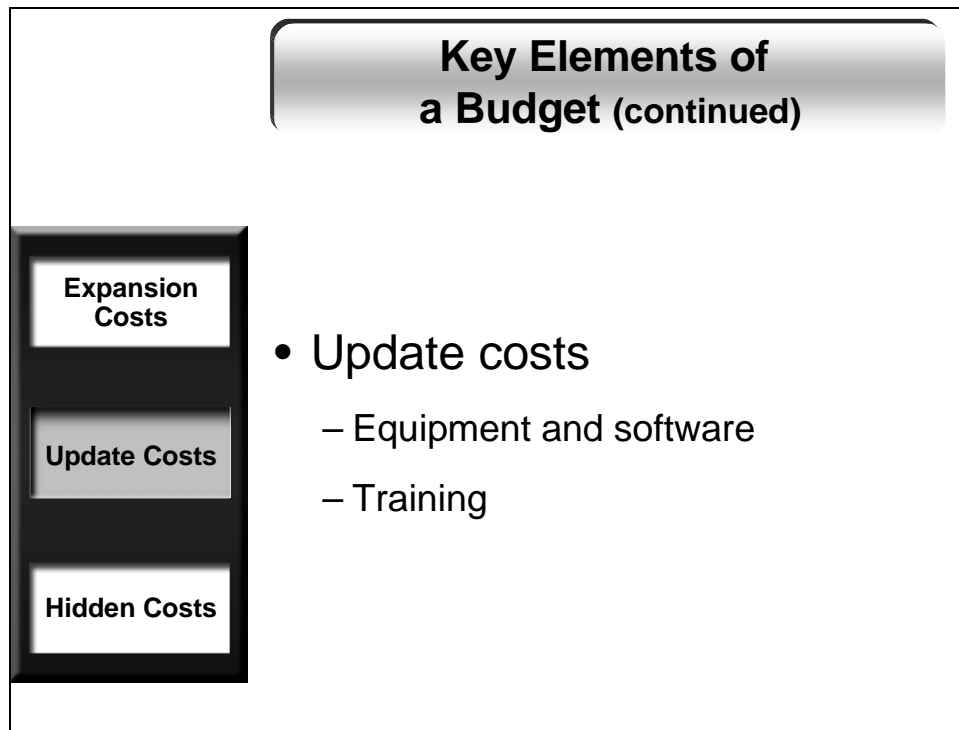 Key Elements of
a Budget (continued)
Expansion
Costs
Update Costs
Hidden Costs
• Update costs
– Equipment and software
– Training